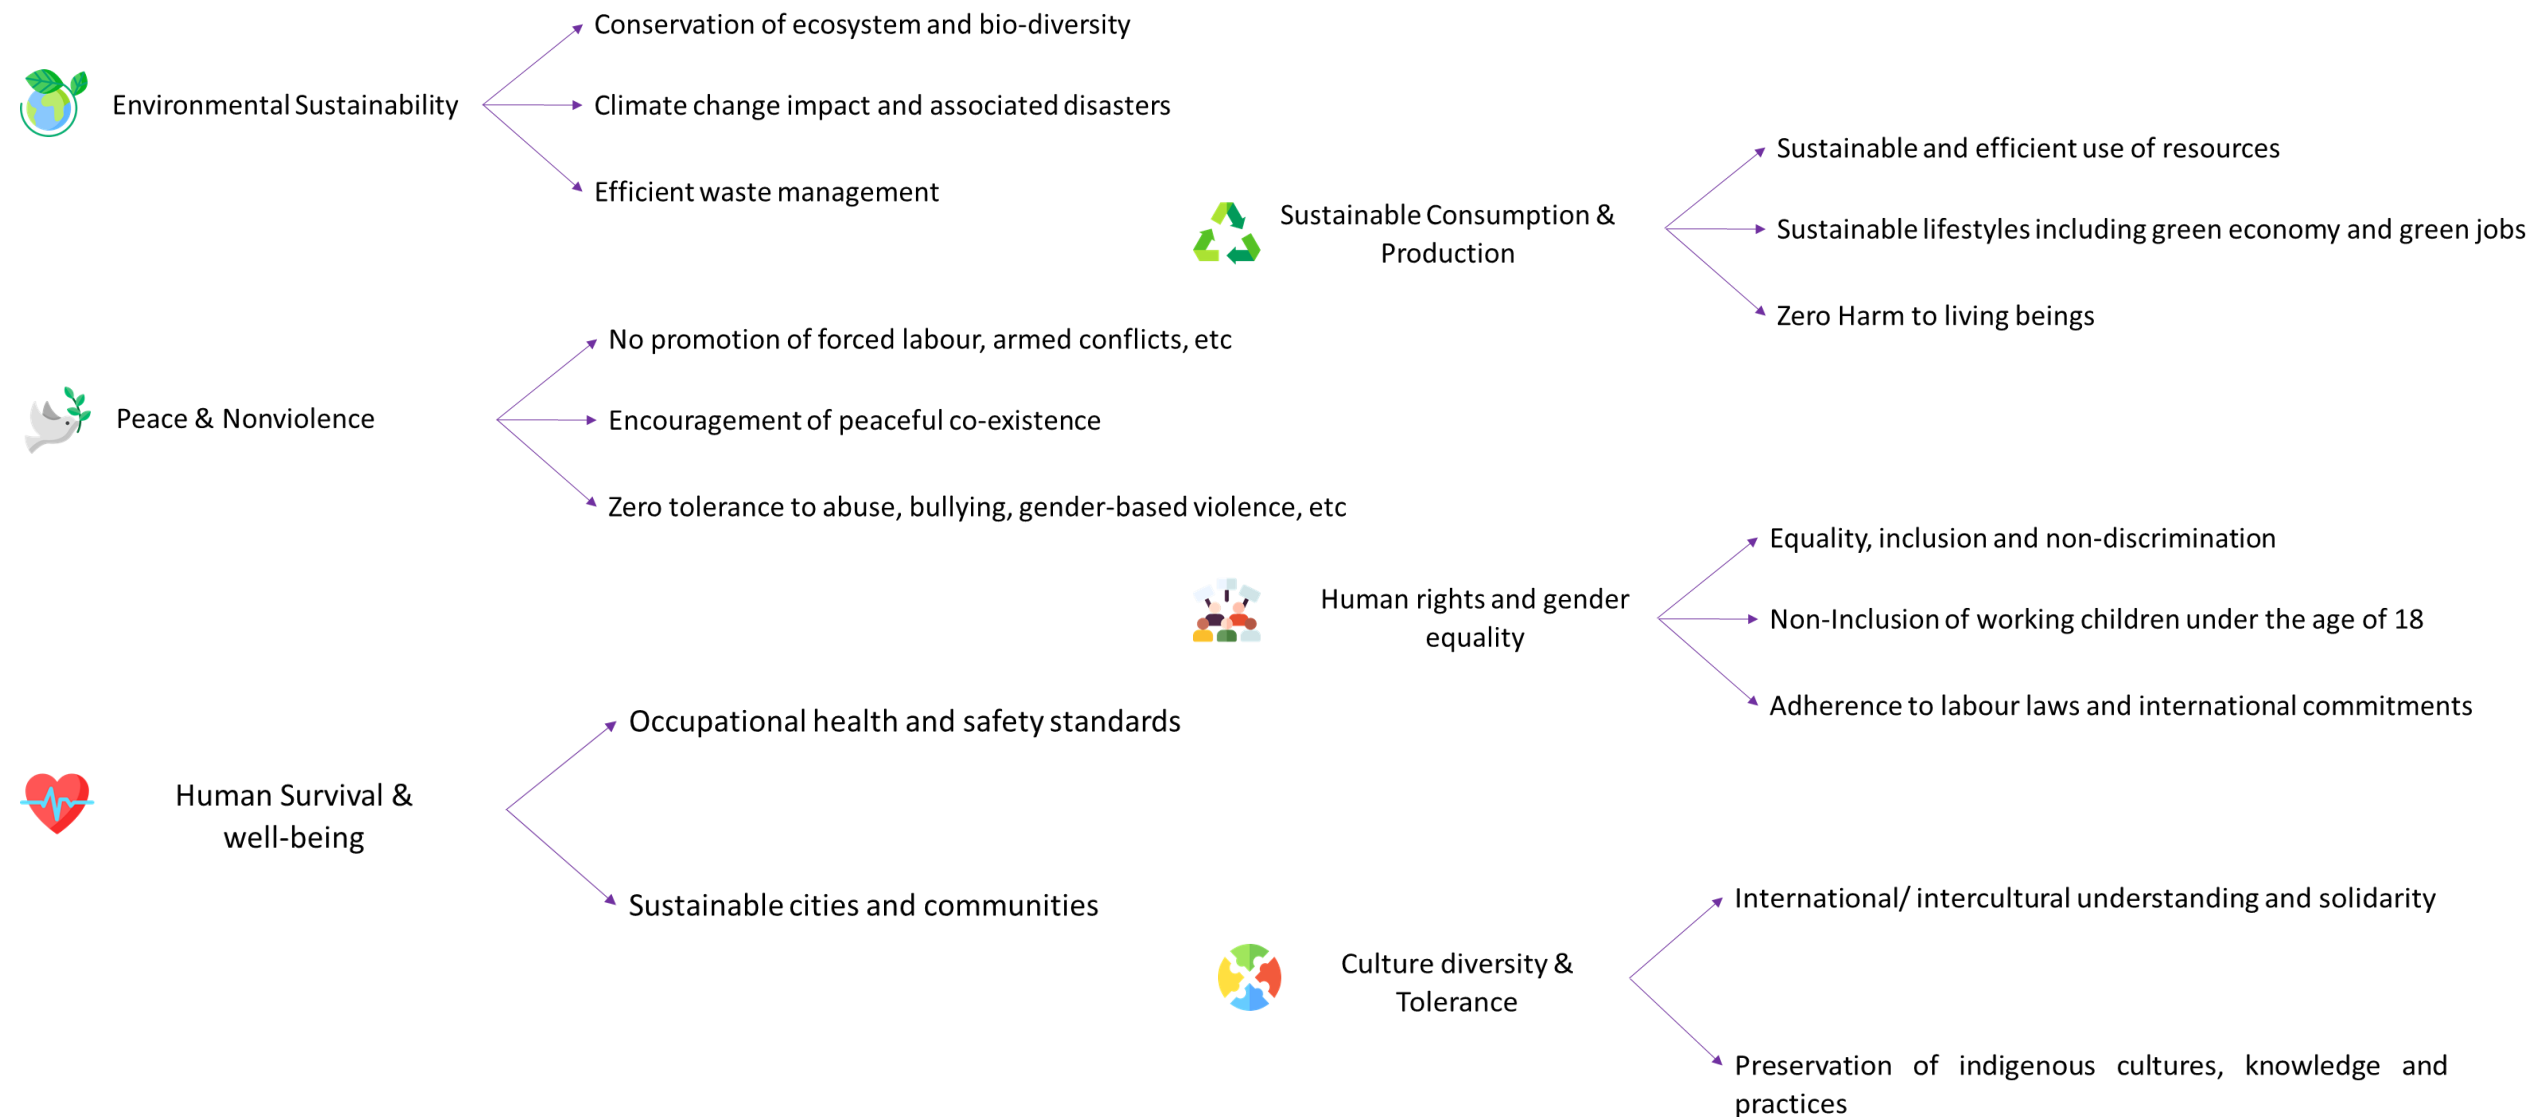 Environmental Sustainability
Conservation of ecosystem and bio-diversity
Climate change impact and associated disasters
Efficient waste management
Sustainable Consumption &
Production
Sustainable and efficient use of resources
Sustainable lifestyles including green economy and green jobs
Zero Harm to living beings
Peace & Nonviolence
No promotion of forced labour, armed conflicts, etc
Encouragement of peaceful co-existence
Zero tolerance to abuse, bullying, gender-based violence, etc
Human rights and gender
equality
Equality, inclusion and non-discrimination
Non-Inclusion of working children under the age of 18
Adherence to labour laws and international commitments
Human Survival &
well-being
Occupational health and safety standards
Sustainable cities and communities
Culture diversity &
Tolerance
International/ intercultural understanding and solidarity
Preservation of indigenous cultures, knowledge and
practices